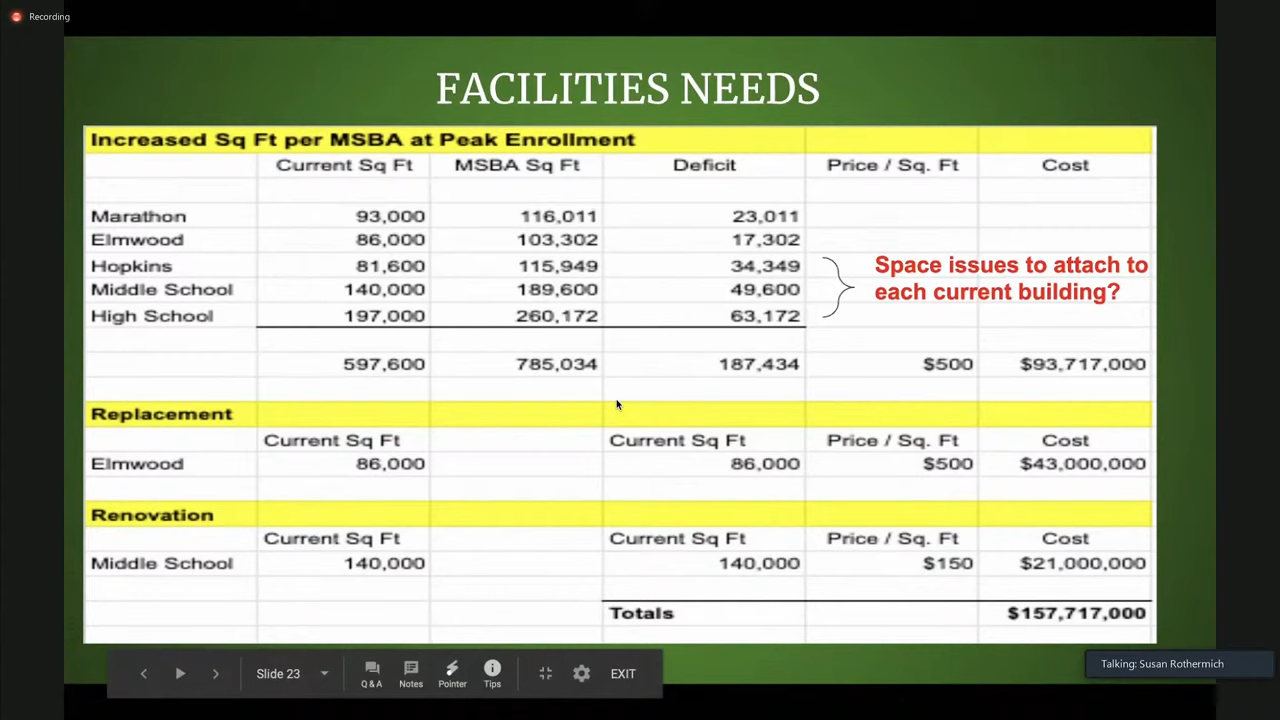 Recording
FACILITIES NEEDS
Increased Sq Ft per MSBA at Peak Enrollment
Current Sq Ft MSBA Sq Ft Deficit Price / Sq. Ft Cost
Marathon 93,000 116,011 23,011
Elmwood 86,000 103,302 17,302
Hopkins 81,600 115,949 34,349
Middle School 140,000 189,600 49,600
High School 197,000 260,172 63,172
Space issues to attach to
each current building?
597,600 785,034 187,434 $500 $93,717,000
Replacement
Current Sq Ft Current Sq Ft Price / Sq. Ft Cost
Elmwood 86,000 86,000 $500 $43,000,000
Renovation
Current Sq Ft Current Sq Ft Price / Sq. Ft Cost
Middle School 140,000 140,000 $150 $21,000,000
Totals $157,717,000
Slide 23 Q & A Notes Pointer Tips EXIT
Talking: Susan Rothermich